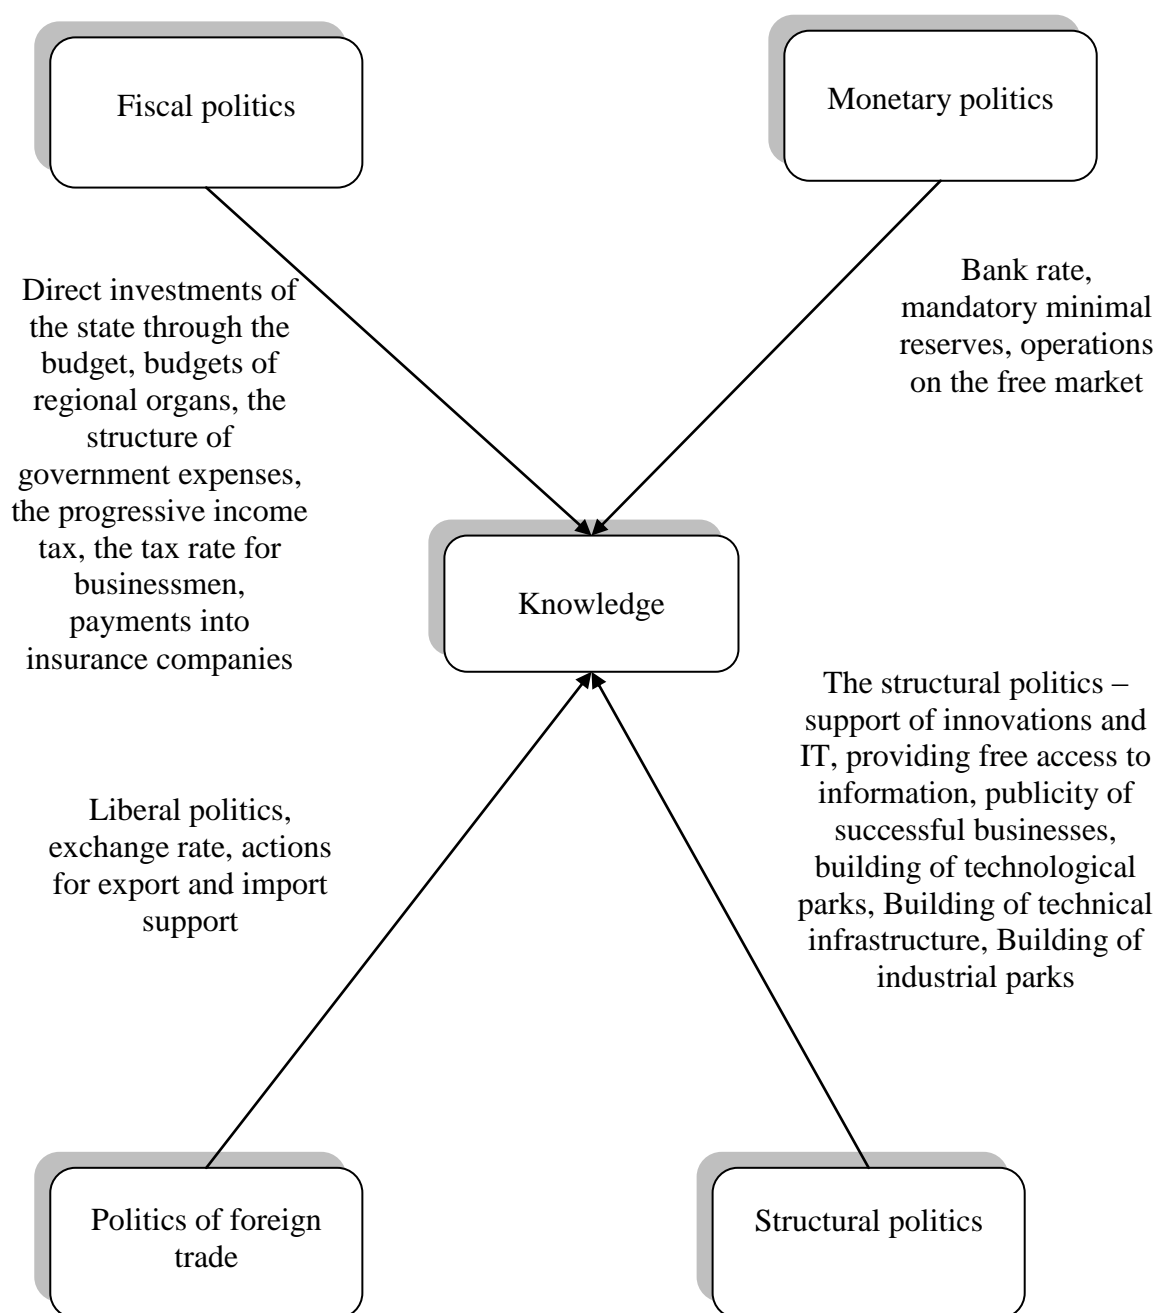 Fiscal politics
Monetary politics
Direct investments of
the state through the
budget, budgets of
regional organs, the
structure of
government expenses,
the progressive income
tax, the tax rate for
businessmen,
payments into
insurance companies
Bank rate,
mandatory minimal
reserves, operations
on the free market
Knowledge
Liberal politics,
exchange rate, actions
for export and import
support
The structural politics –
support of innovations and
IT, providing free access to
information, publicity of
successful businesses,
building of technological
parks, Building of technical
infrastructure, Building of
industrial parks
Politics of foreign
trade
Structural politics